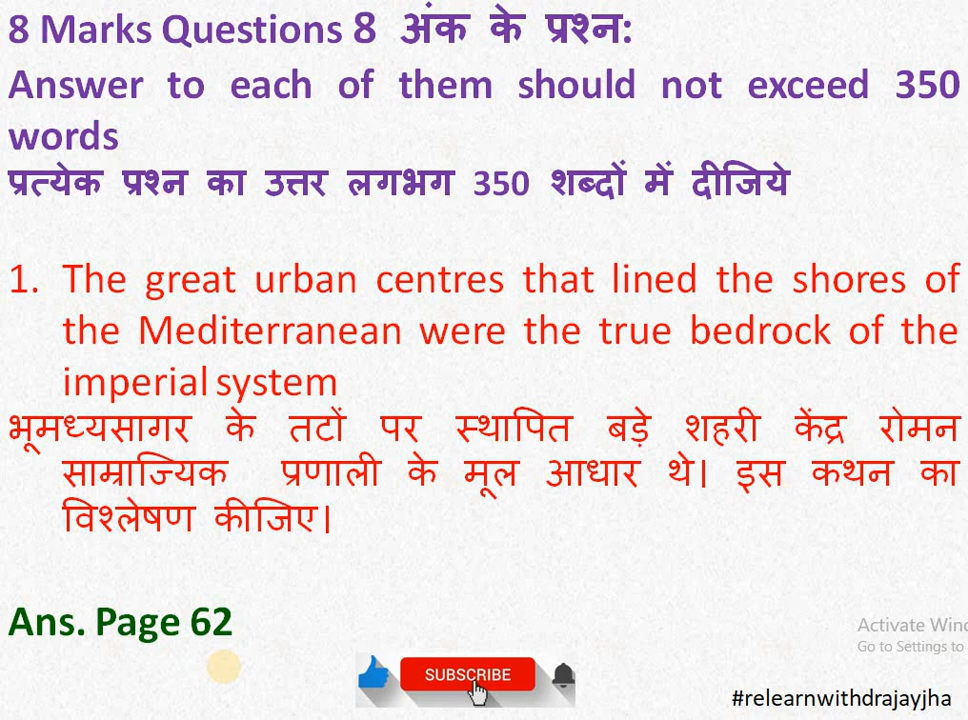 8 Marks Questions 8 अंक के प्रश्न:
Answer to each of them should not exceed 350
words
प्रत्येक प्रश्न का उत्तर लगभग 350 शब्दों में दीजिये
1. The great urban centres that lined the shores of
the Mediterranean were the true bedrock of the
imperial system
भूमध्यसागर के तटों पर स्थापित बड़े शहरी केंद्र रोमन
साम्राज्यिक प्रणाली के मूल आधार थे। इस कथन का
विश्लेषण कीजिए।
Ans. Page 62
Activate Wind
Go to Settings to
SUBSCRIBE
#relearnwithdrajayjha